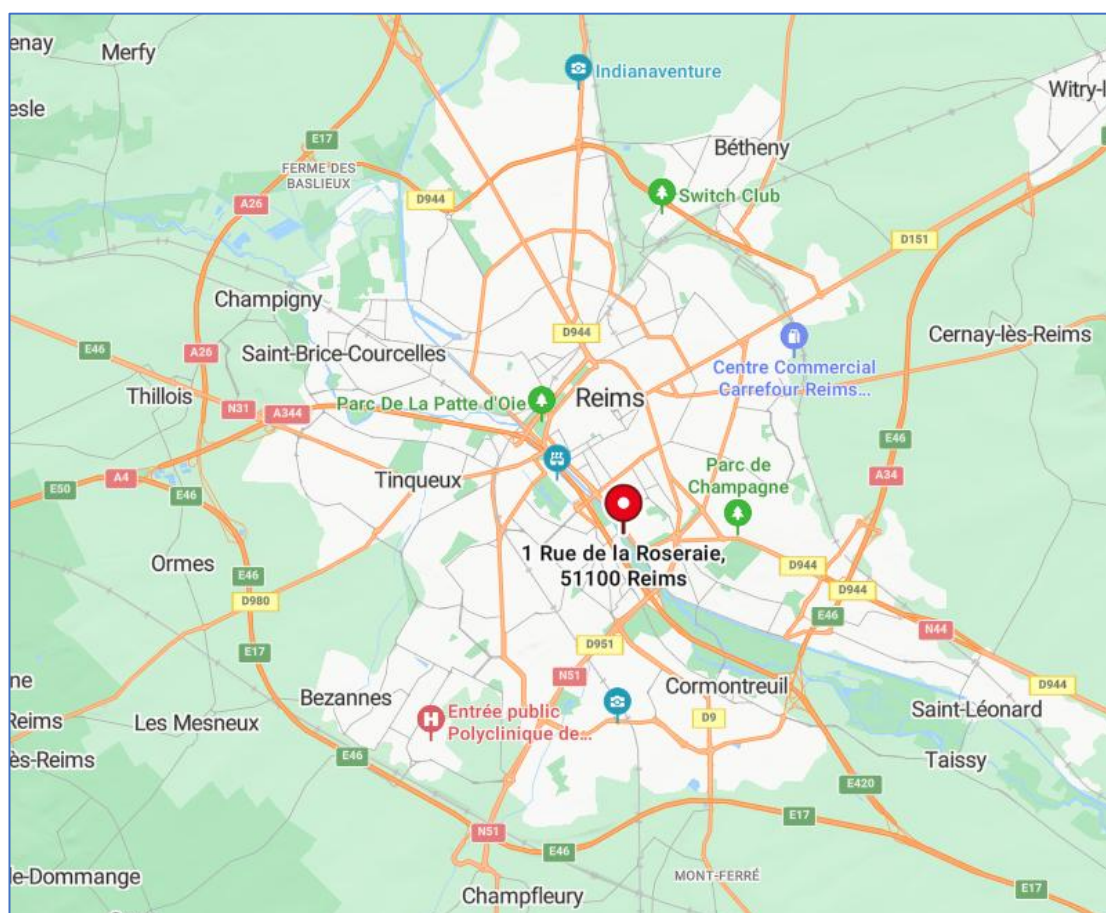 enay
Merfy
esle
Indianaventure
Witry-l
E17
Bétheny
FERME DES
BASLIEUX
D944
Switch Club
A26
D151
Champigny
D944
E46
A26
Saint-Brice-Courcelles
Cernay-lès-Reims
Centre Commercial
Carrefour Reims...
Thillois
N31
A344
Parc De La Patte d'Oie
Reims
E46
Parc de
Champagne
A4
E50
E46
Tinqueux
A34
1 Rue de la Roseraie,
51100 Reims
Ormes
E46
D944
D944
D980
E46
N44
E17
D951
N51
ne
Bezannes
Cormontreuil
D944
Reims
Les Mesneux
Entrée public
Polyclinique de...
D9
Saint-Léonard
ès-Reims
E46
Taissy
E420
E17
N51
E46
le-Dommange
MONT-FERRÉ
E17
Champfleury